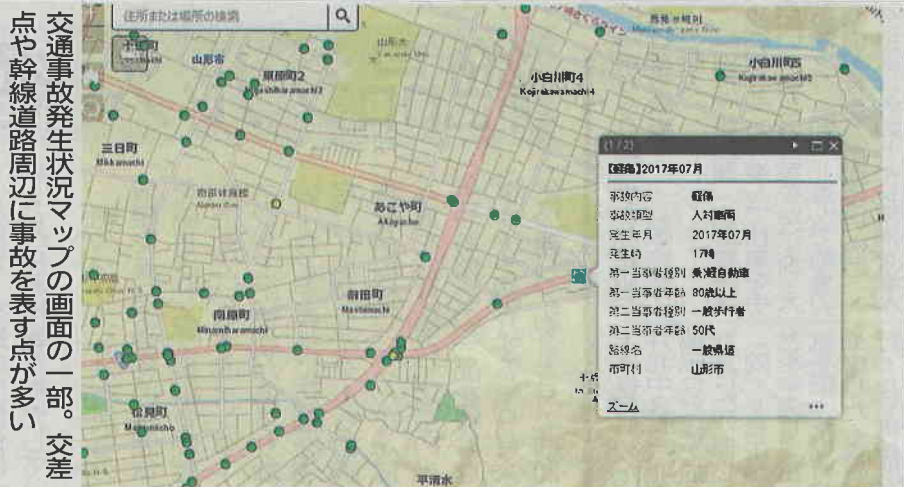 交通事故発生状況マップの画面の一部。交差
点や幹線道路周辺に事故を表す点が多い
住所または場所の検索
山形市
小白川町4
Kojirakawamachi4
小白川町5
Kojirakawamachi5
三日町
Mikkamachi
あこやp町
Akoyacho
前田町
Maetamachi
南原町
Minamiharamachi
松見町
Matsumicho
平清水
(1/2)
【軽傷】2017年07月
事故内容 軽傷
事故類型 人対車両
発生年月 2017年07月
発生時 17時
第一当事者種別 乗軽自動車
第一当事者年齢 80歳以上
第二当事者種別 一般歩行者
第二当事者年齢 50代
路線名 一般県道
市町村 山形市
ズーム